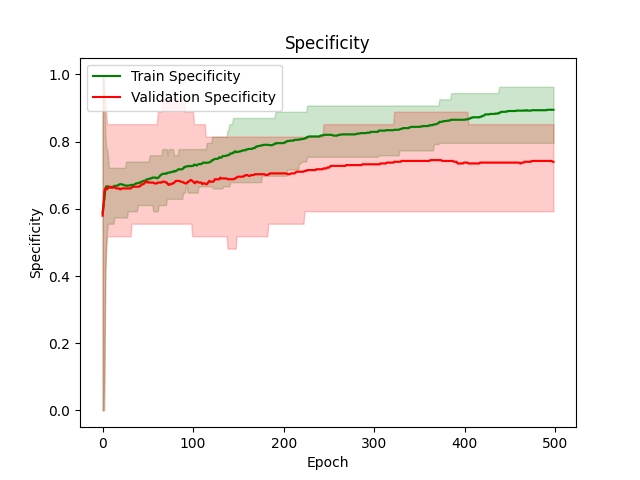 Specificity
Train Specificity
Validation Specificity
1.0
0.8
0.6
0.4
0.2
0.0
Specificity
0 100 200 300 400 500
Epoch